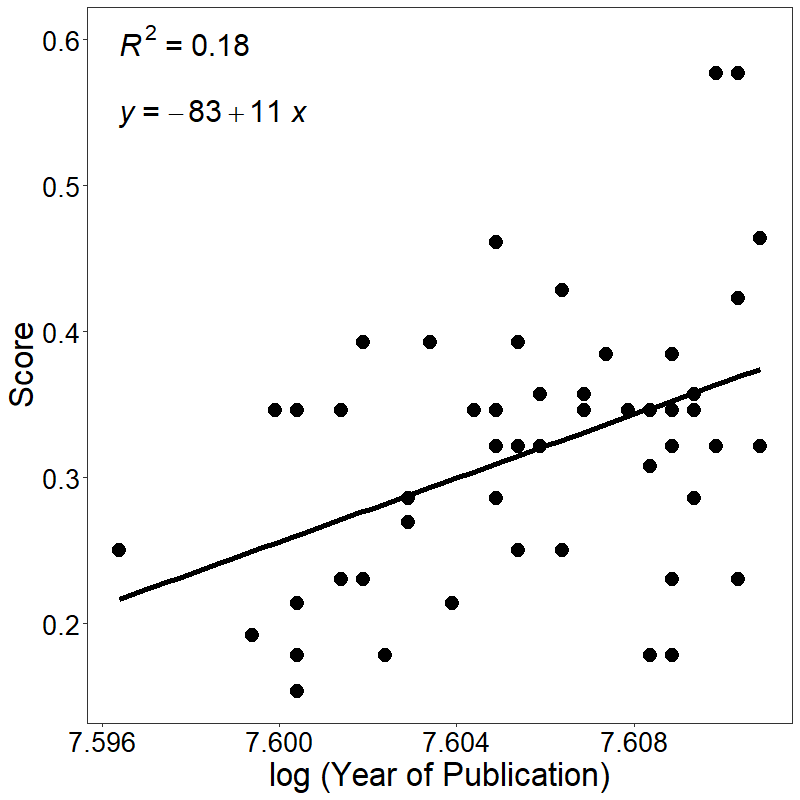 R² = 0.18
y = −83 + 11 x
0.6
0.5
0.4
0.3
0.2
Score
7.596 7.600 7.604 7.608
log (Year of Publication)